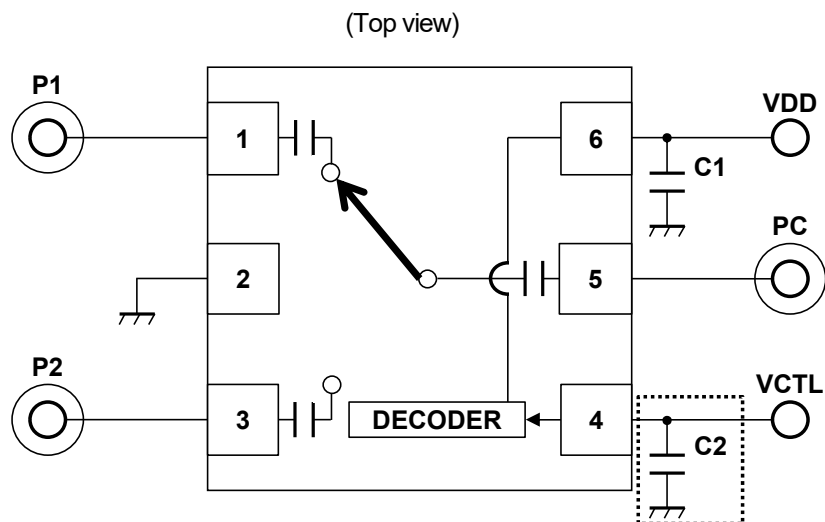 (Top view)
P1
VDD
1
6
C1
PC
2
5
P2
VCTL
3
DECODER
4
C2